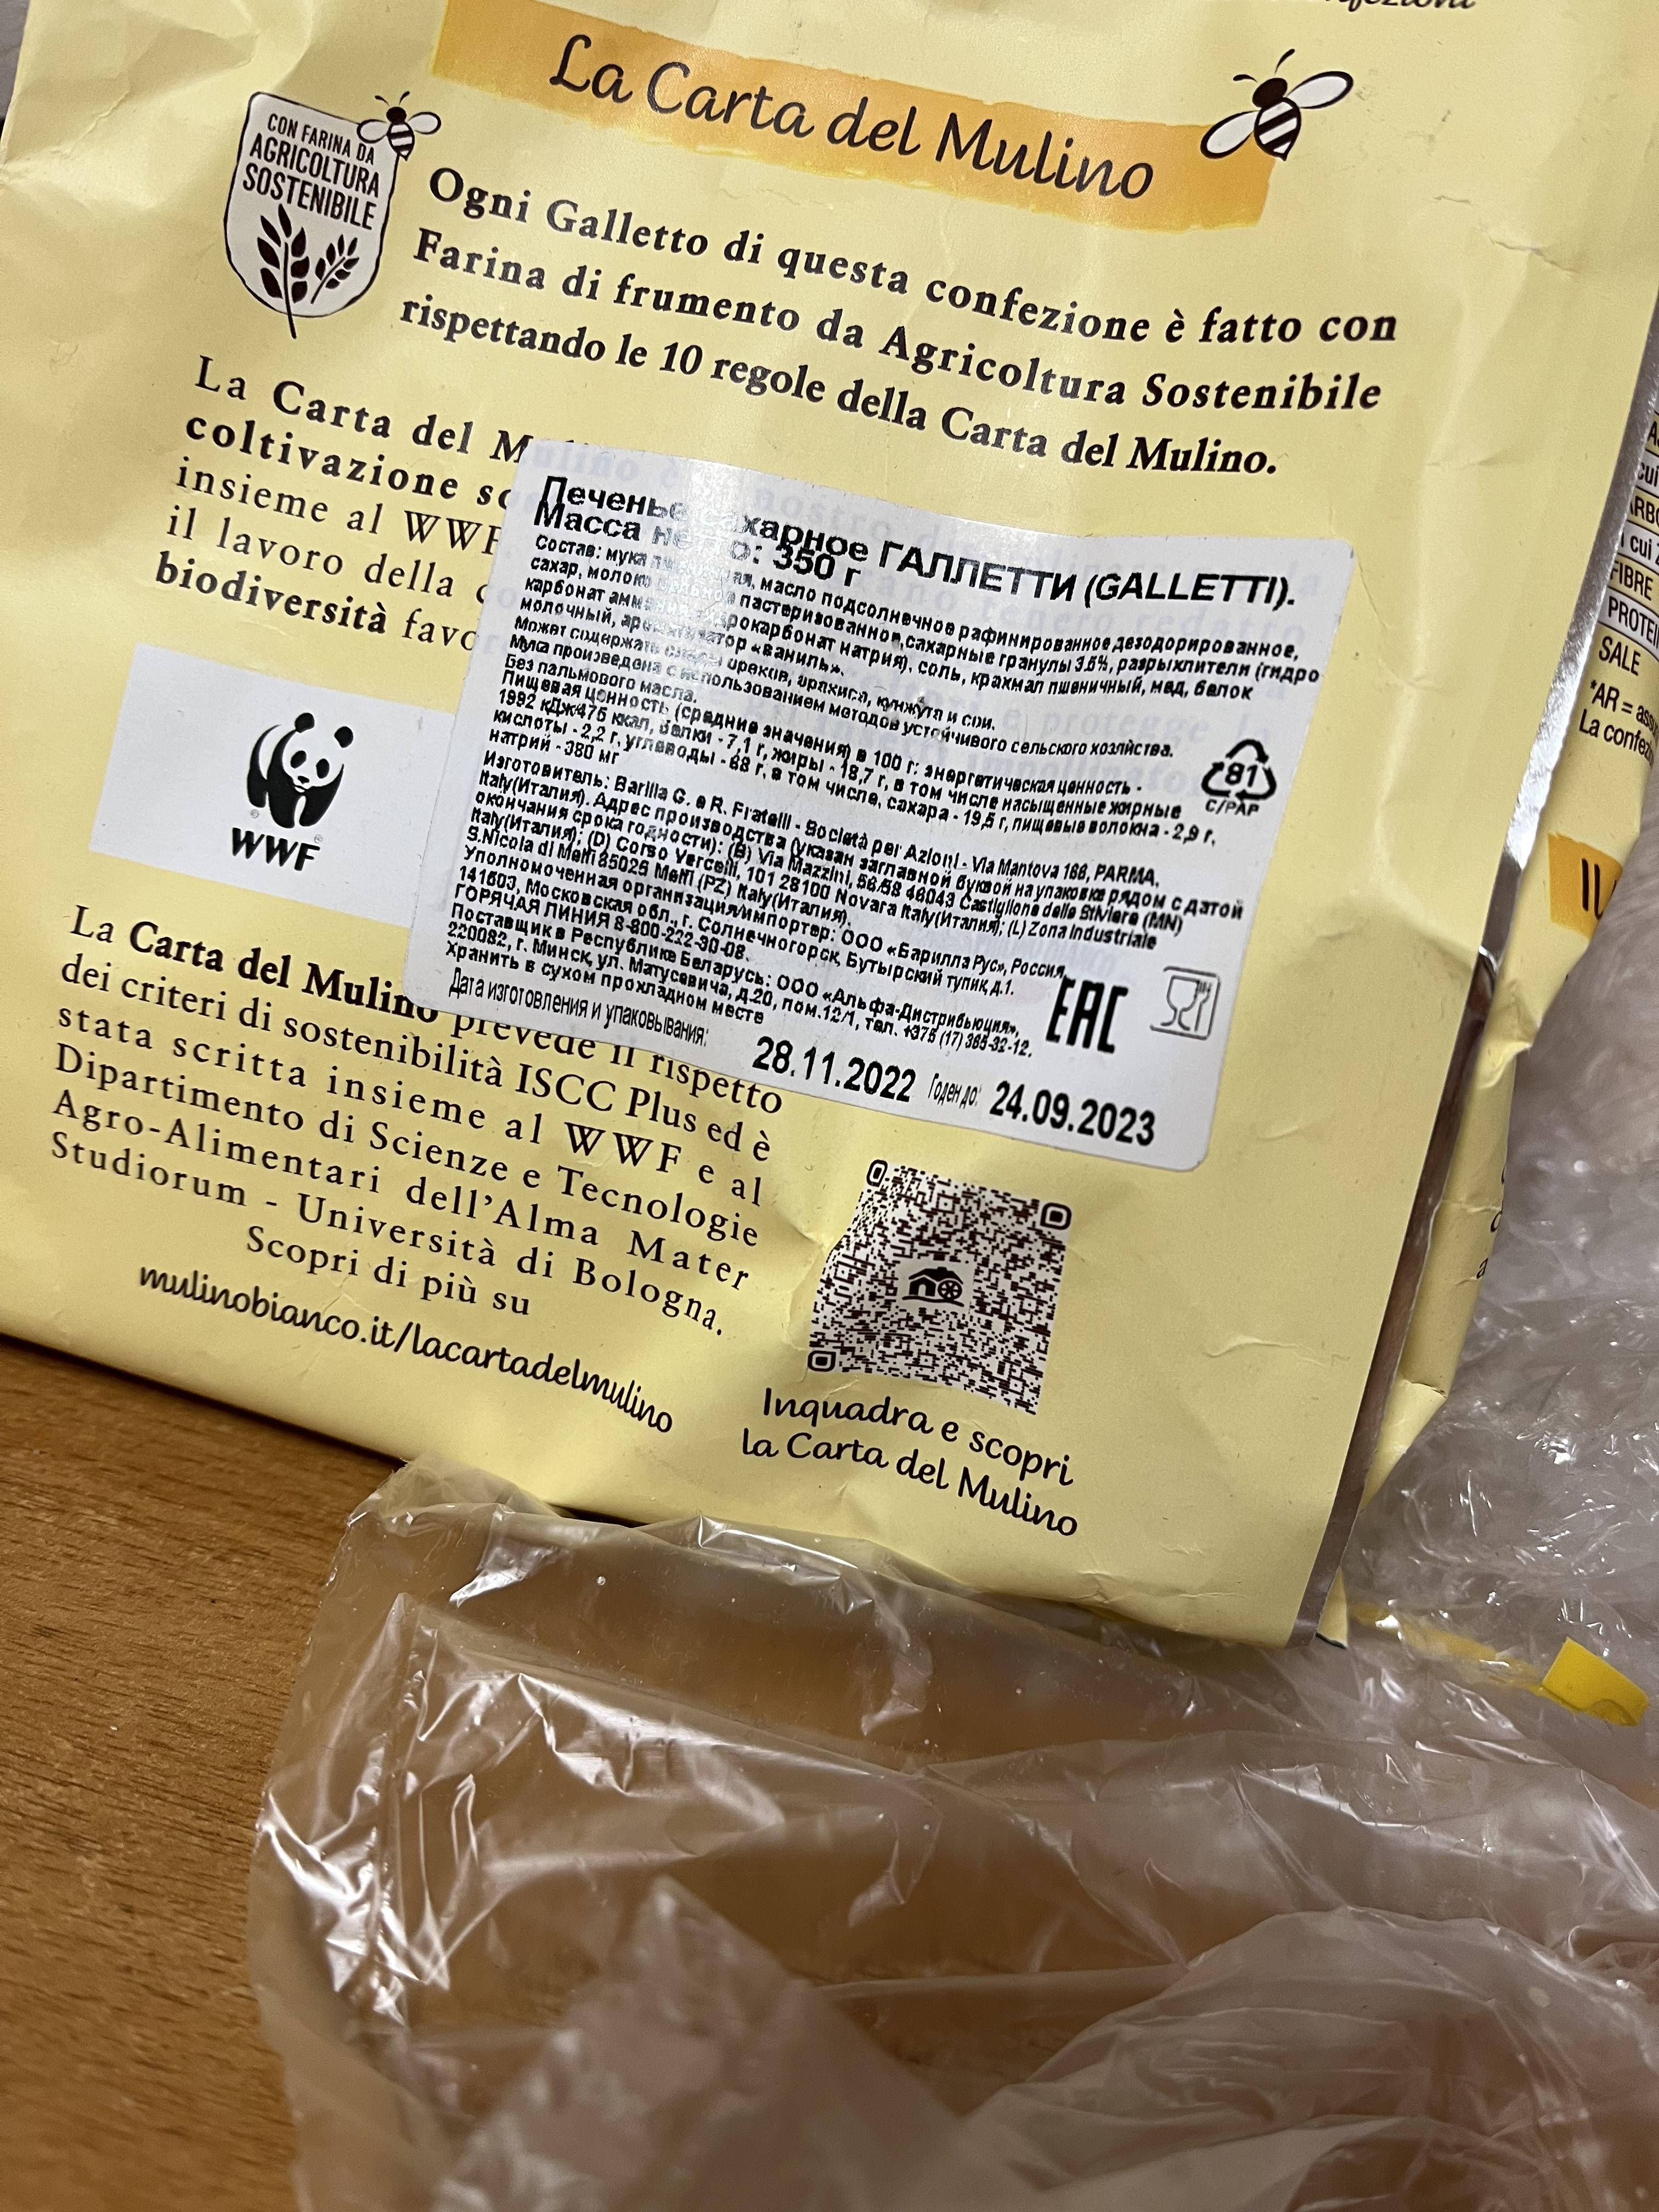 La Carta del Mulino
CON FARINA DA
AGRICOLTURA
SOSTENIBILE
Ogni Galletto di questa confezione è fatto con
Farina di frumento da Agricoltura Sostenibile
rispettando le 10 regole della Carta del Mulino.
La Carta del
coltivazione
insieme al WWF
il lavoro della
biodiversità
WWF
Печенье сахарное ГАЛЛЕТТИ (GALLETTI).
Масса нетто: 350 г
Состав: мука пшеничная, масло подсолнечное рафинированное дезодорированное,
сахар, молоко цельное пастеризованное, сахарные гранулы 3.6%, разрыхлители (гидро
карбонат аммония, гидрокарбонат натрия), соль, крахмал пшеничный, мед, белок
молочный, ароматизатор «ваниль».
Может содержать следы орехов, арахиса, кунжута и сои.
Мука произведена с использованием методов устойчивого сельского хозяйства.
Без пальмового масла.
Пищевая ценность (средние значения) в 100 г: энергетическая ценность -
1992 кДж/475 ккал, белки - 7,1 г, жиры - 18,7 г, в том числе насыщенные жирные
кислоты - 2,2 г, углеводы - 68 г, в том числе, сахара - 19,5 г, пищевые волокна - 2,9 г,
натрий - 380 мг
Изготовитель: Barilla G. e R. Fratelli - Società per Azioni - Via Mantova 166, PARMA,
Italy(Италия). Адрес производства (указан заглавной буквой на упаковке рядом с датой
окончания срока годности): (B) Via Mazzini, 56/58 46043 Castiglione delle Stiviere (MN)
Italy(Италия); (D) Corso Vercelli, 101 28100 Novara Italy(Италия); (L) Zona Industriale
S.Nicola di Melfi 85025 Melfi (PZ) Italy(Италия).
Уполномоченная организация/импортер: ООО «Барилла Рус», Россия,
141503, Московская обл., г. Солнечногорск, Бутырский тупик, д.1.
ГОРЯЧАЯ ЛИНИЯ 8-800-222-30-08.
Поставщик в Республике Беларусь: ООО «Альфа-Дистрибьюция»,
220082, г. Минск, ул. Матусевича, д.20, пом.12/1, тел. +375 (17) 365-32-12.
Хранить в сухом прохладном месте
Дата изготовления и упаковывания: 28.11.2022 Годен до: 24.09.2023
81
C/PAP
EAC
La Carta del Mulino prevede il rispetto
dei criteri di sostenibilità ISCC Plus ed è
stata scritta insieme al WWF e al
Dipartimento di Scienze e Tecnologie
Agro-Alimentari dell'Alma Mater
Studiorum - Università di Bologna.
Scopri di più su
mulinobianco.it/lacartadelmulino
Inquadra e scopri
la Carta del Mulino
FIBRE
SALE